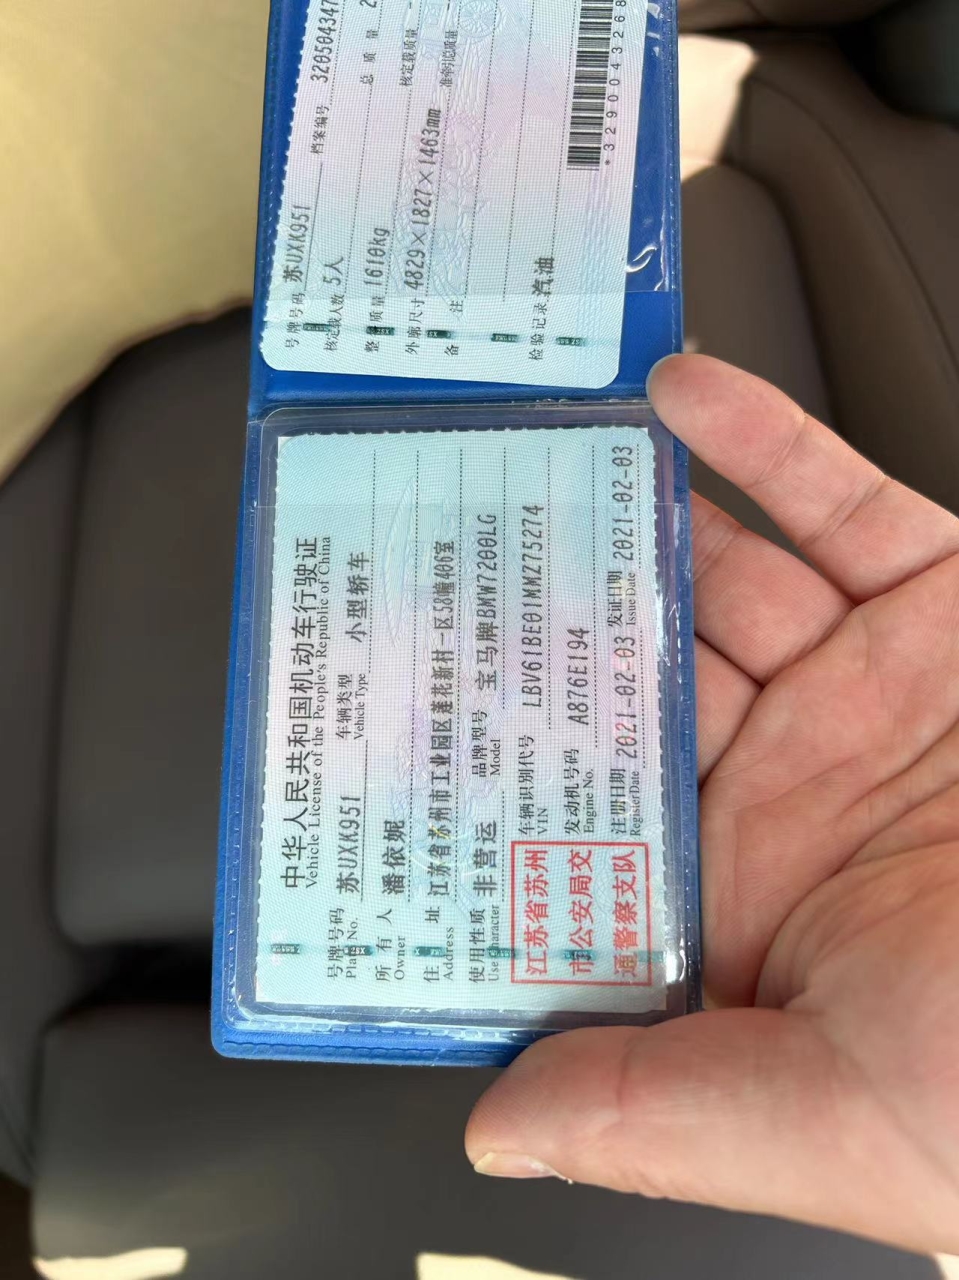 中华人民共和国机动车行驶证
Vehicle License of the People's Republic of China
号牌号码 苏UXK951 车辆类型 小型轿车
Plate No. Vehicle Type
所有人 潘依妮
Owner
住址 江苏省苏州市工业园区莲花新村一区58幢406室
Address
使用性质 非营运 品牌型号 宝马牌BMW7200LG
Use Character Model
江苏省苏州
市公安局交
通警察支队
车辆识别代号 LBV61BE01MMZ75274
VIN
发动机号码 A876E194
Engine No.
注册日期 2021-02-03 发证日期 2021-02-03
Register Date Issue Date
号牌号码 苏UXK951 档案编号 320504347
核定载人数 5人 总质量
整备质量 1610kg 核定载质量
外廓尺寸 4829×1827×1463mm 准牵引总质量
备注
检验记录 汽油
*3290043268